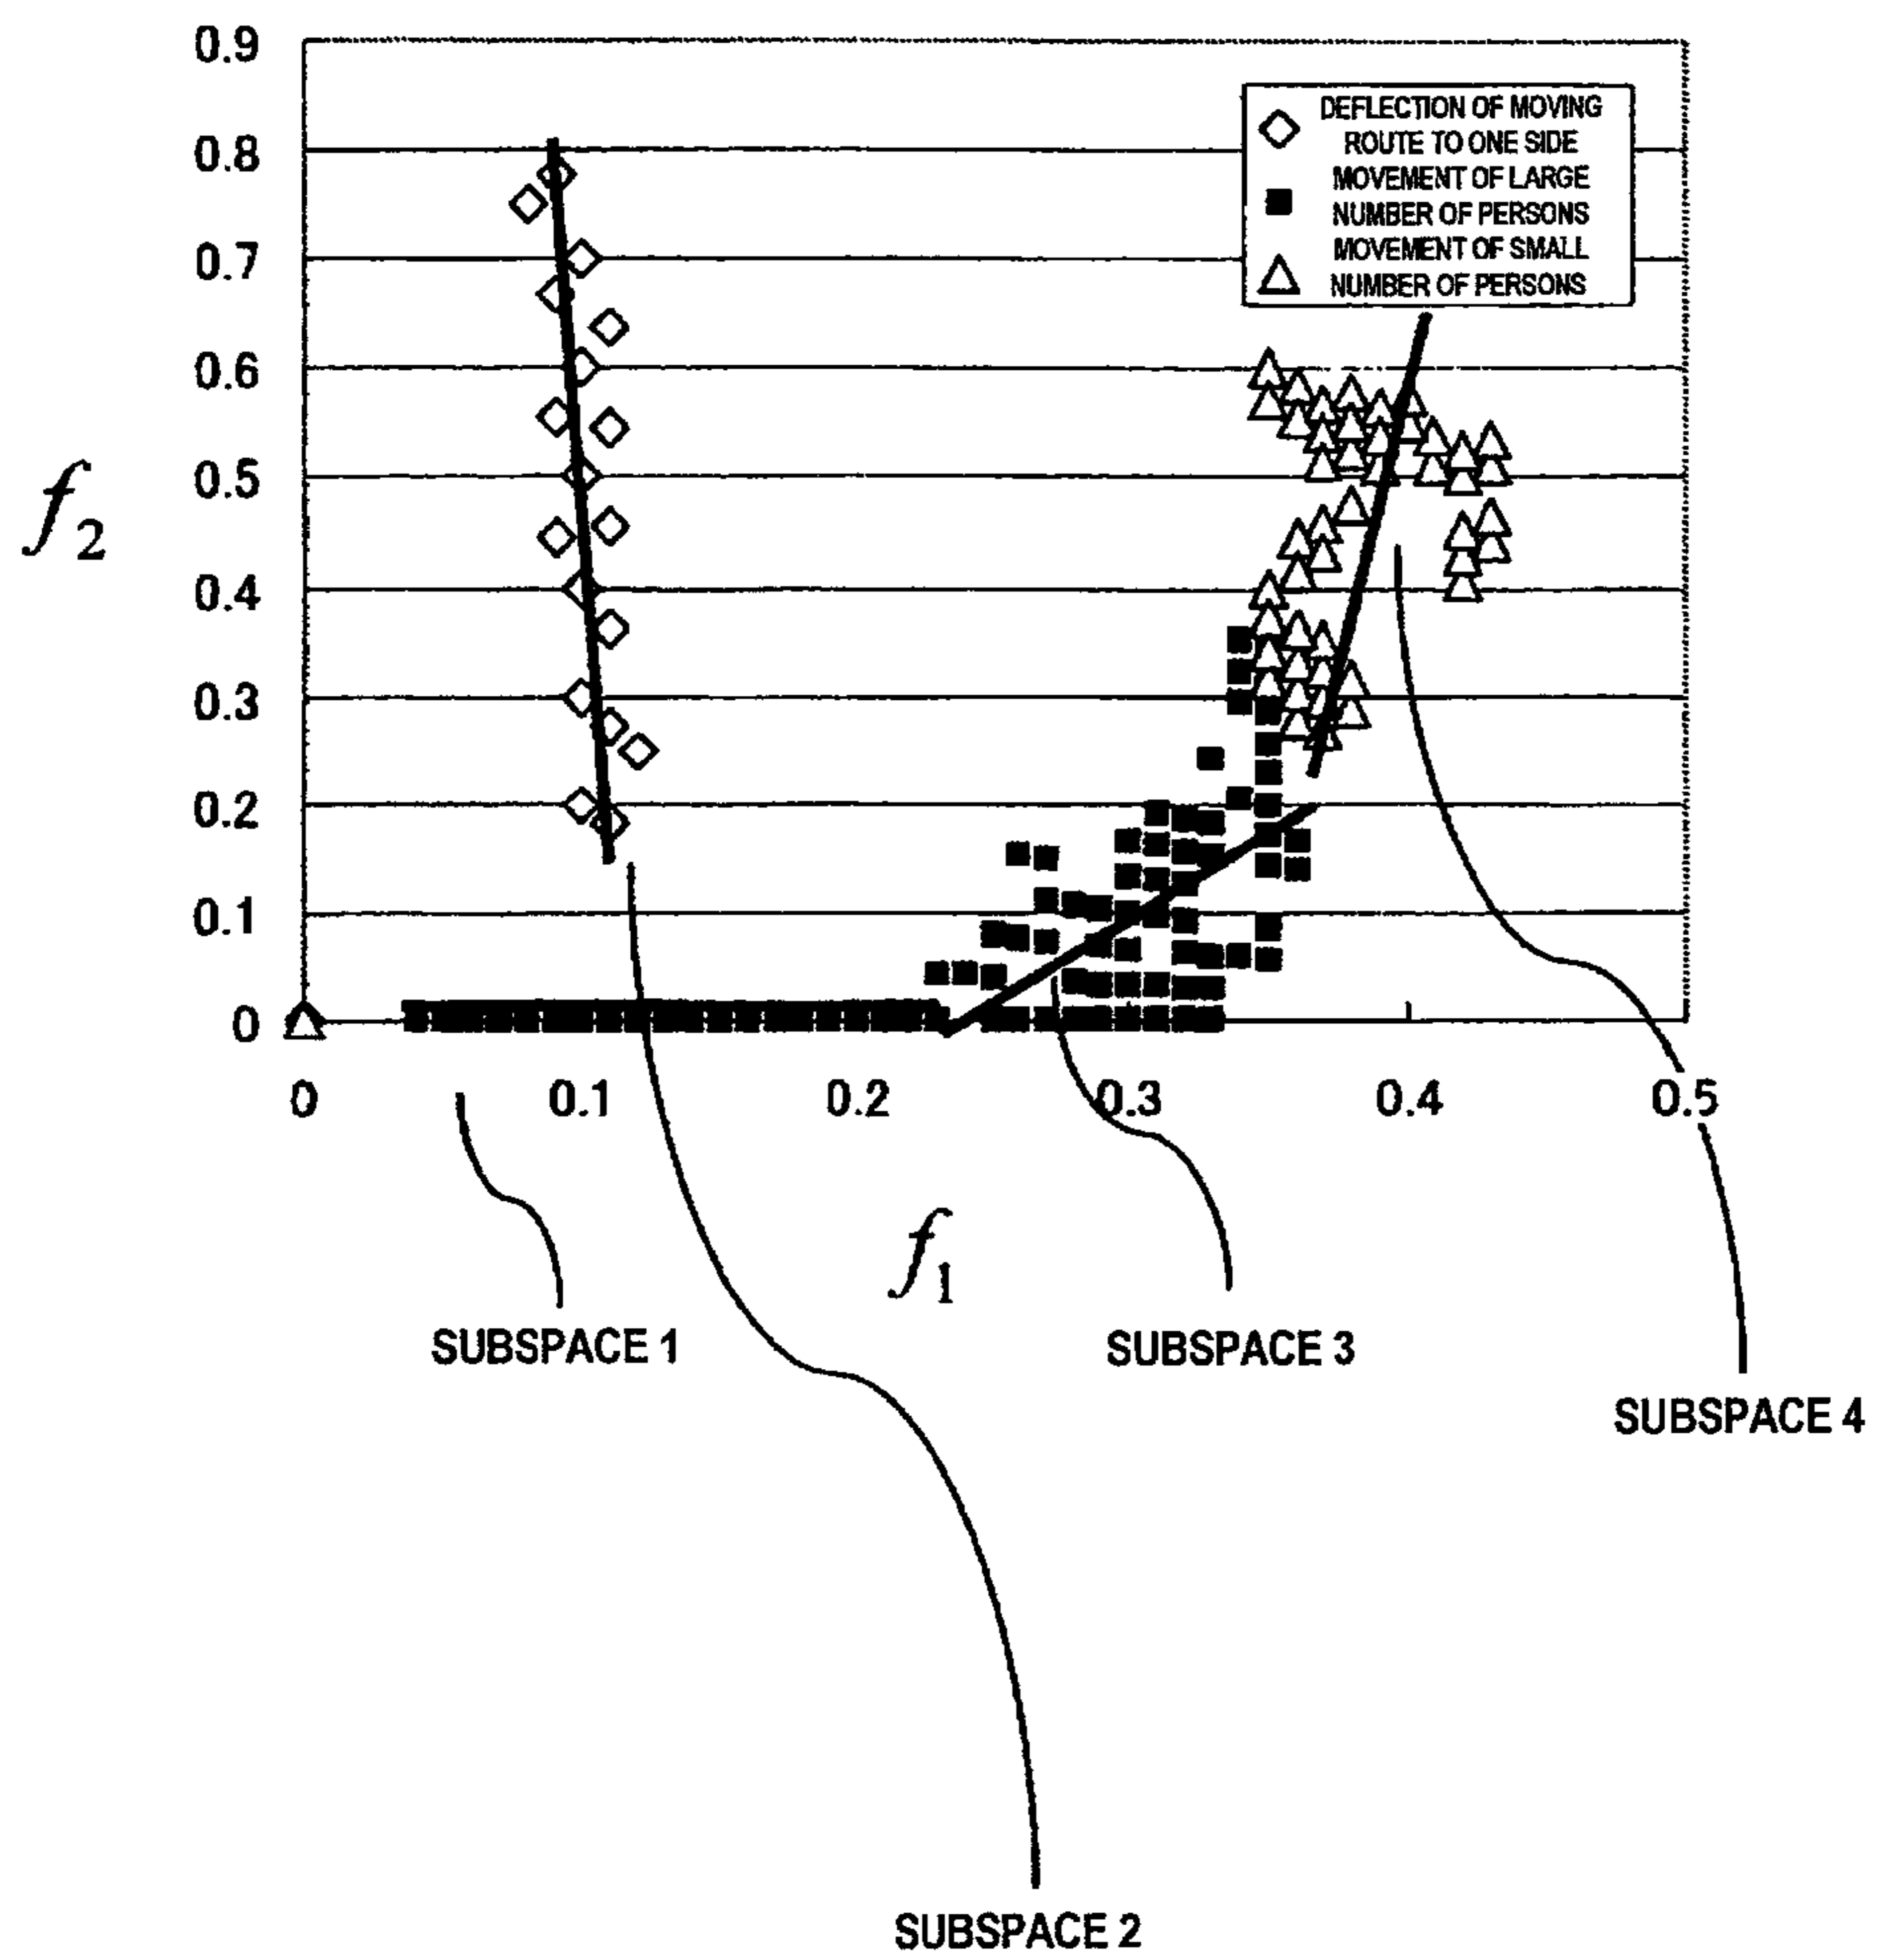 0.9
0.8
0.7
0.6
0.5
0.4
0.3
0.2
0.1
0
f2
DEFLECTION OF MOVING
ROUTE TO ONE SIDE
MOVEMENT OF LARGE
NUMBER OF PERSONS
MOVEMENT OF SMALL
NUMBER OF PERSONS
0 0.1 0.2 0.3 0.4 0.5
f1
SUBSPACE 1
SUBSPACE 3
SUBSPACE 4
SUBSPACE 2